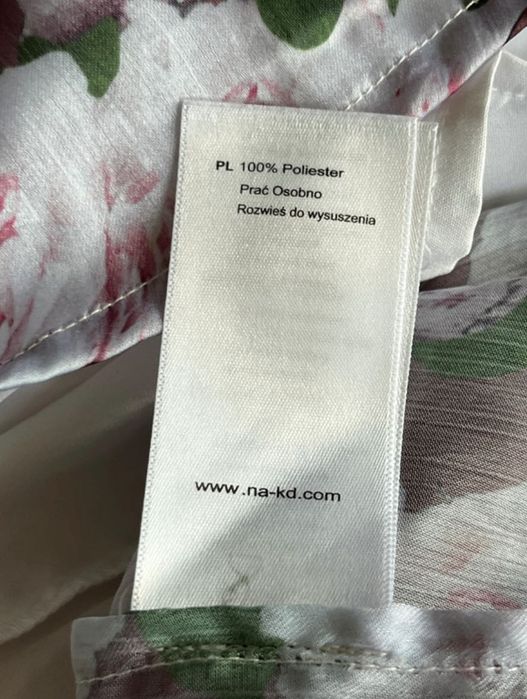 PL 100% Poliester
Prać Osobno
Rozwieś do wysuszenia
www.na-kd.com